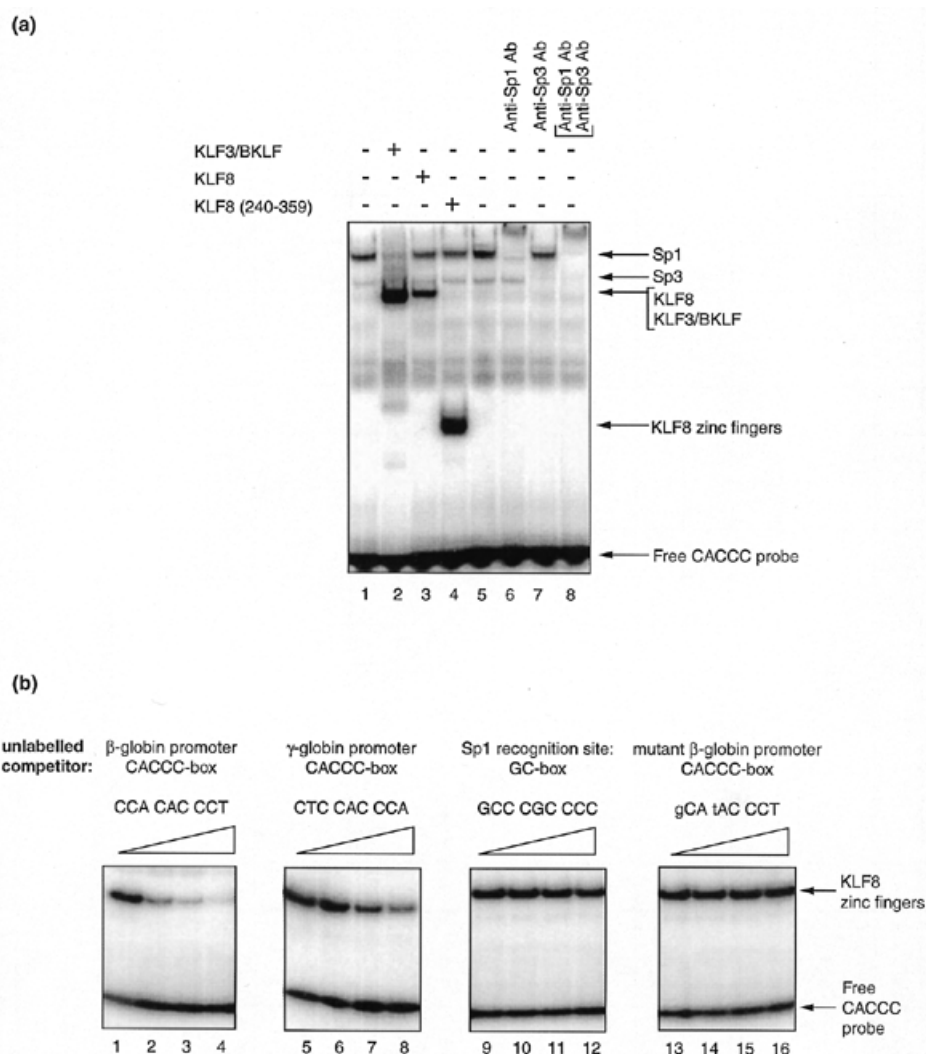 (a)
Anti-Sp1 Ab
Anti-Sp3 Ab
Anti-Sp1 Ab
Anti-Sp3 Ab
KLF3/BKLF - + - - - - - -
KLF8 - - + - - - - -
KLF8 (240-359) - - - + - - - -
Sp1
Sp3
KLF8
KLF3/BKLF
KLF8 zinc fingers
Free CACCC probe
1 2 3 4 5 6 7 8
(b)
unlabelled
competitor:
β-globin promoter
CACCC-box
CCA CAC CCT
γ-globin promoter
CACCC-box
CTC CAC CCA
Sp1 recognition site:
GC-box
GCC CGC CCC
mutant β-globin promoter
CACCC-box
gCA tAC CCT
KLF8
zinc fingers
Free
CACCC
probe
1 2 3 4 5 6 7 8 9 10 11 12 13 14 15 16